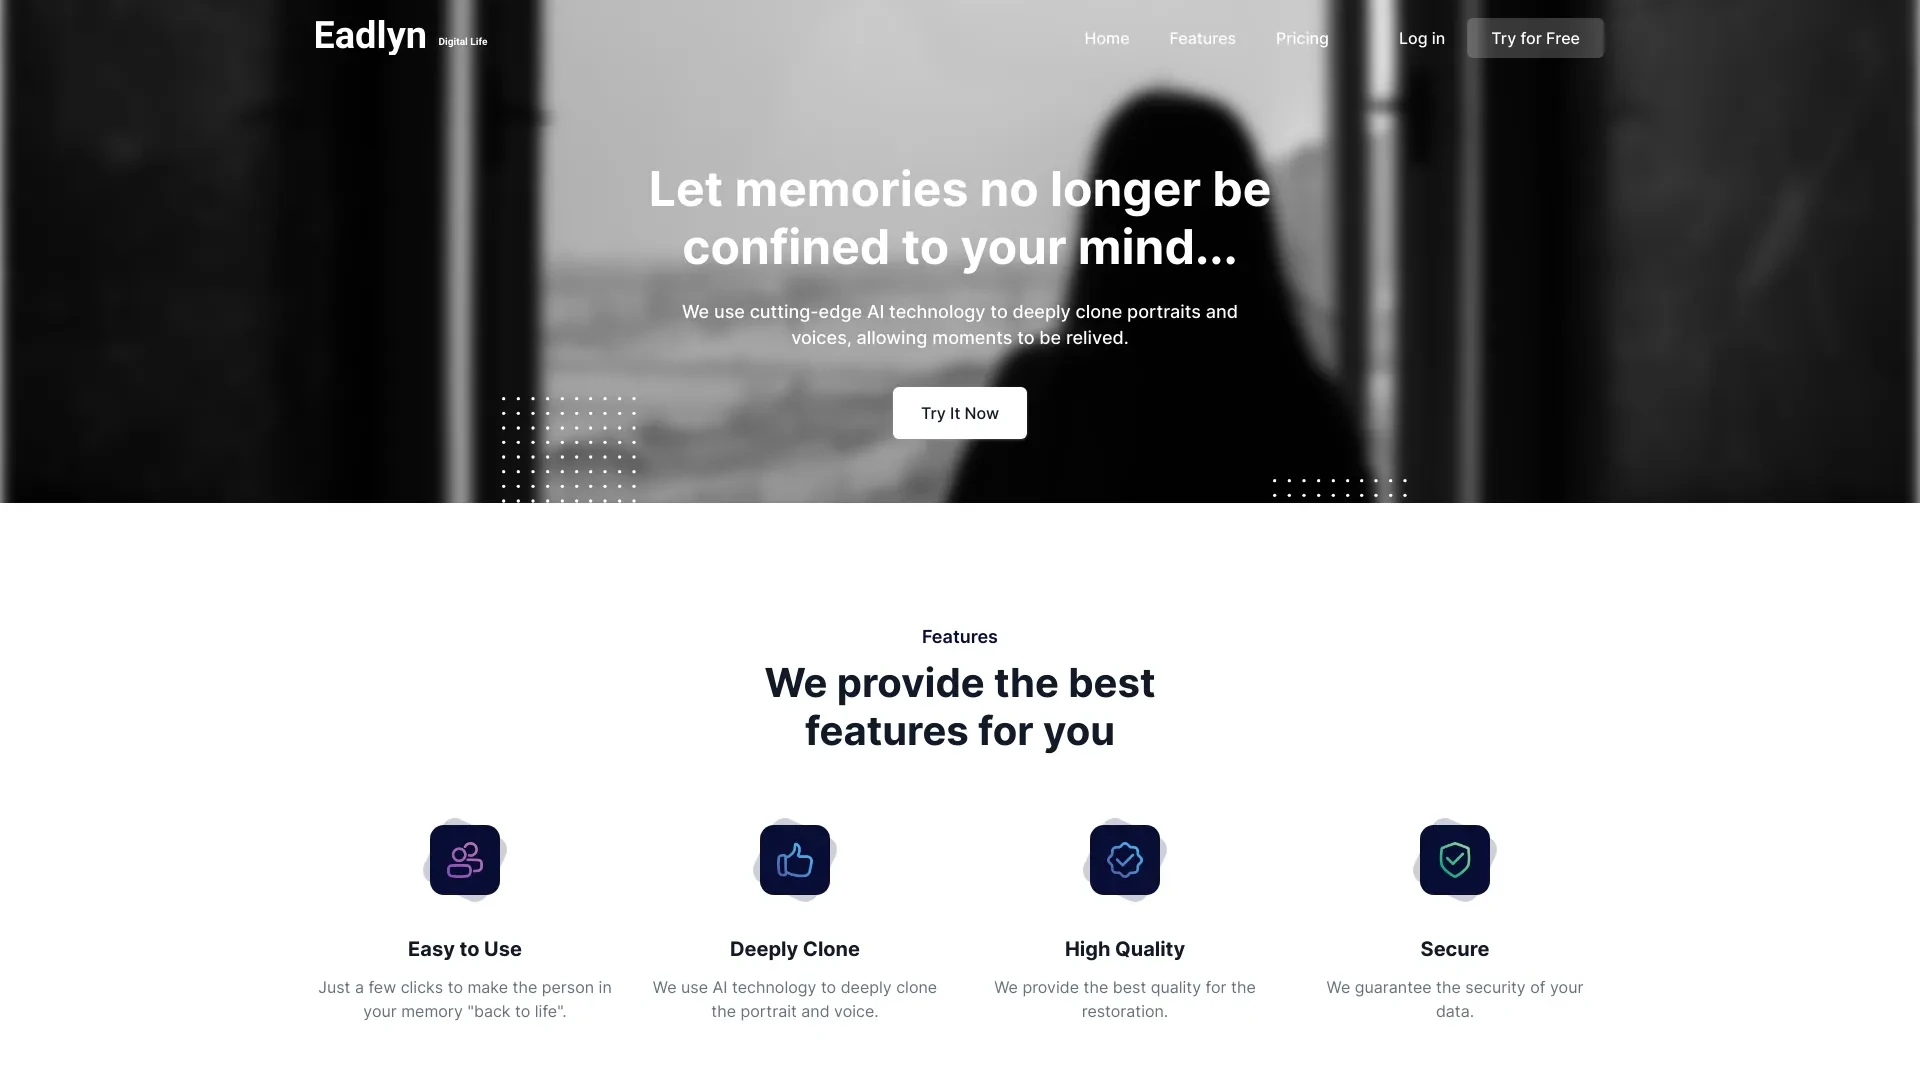 Eadlyn Digital Life
Home Features Pricing Log in Try for Free
Let memories no longer be
confined to your mind...
We use cutting-edge AI technology to deeply clone portraits and
voices, allowing moments to be relived.
Try It Now
Features
We provide the best
features for you
Easy to Use
Just a few clicks to make the person in
your memory "back to life".
Deeply Clone
We use AI technology to deeply clone
the portrait and voice.
High Quality
We provide the best quality for the
restoration.
Secure
We guarantee the security of your
data.